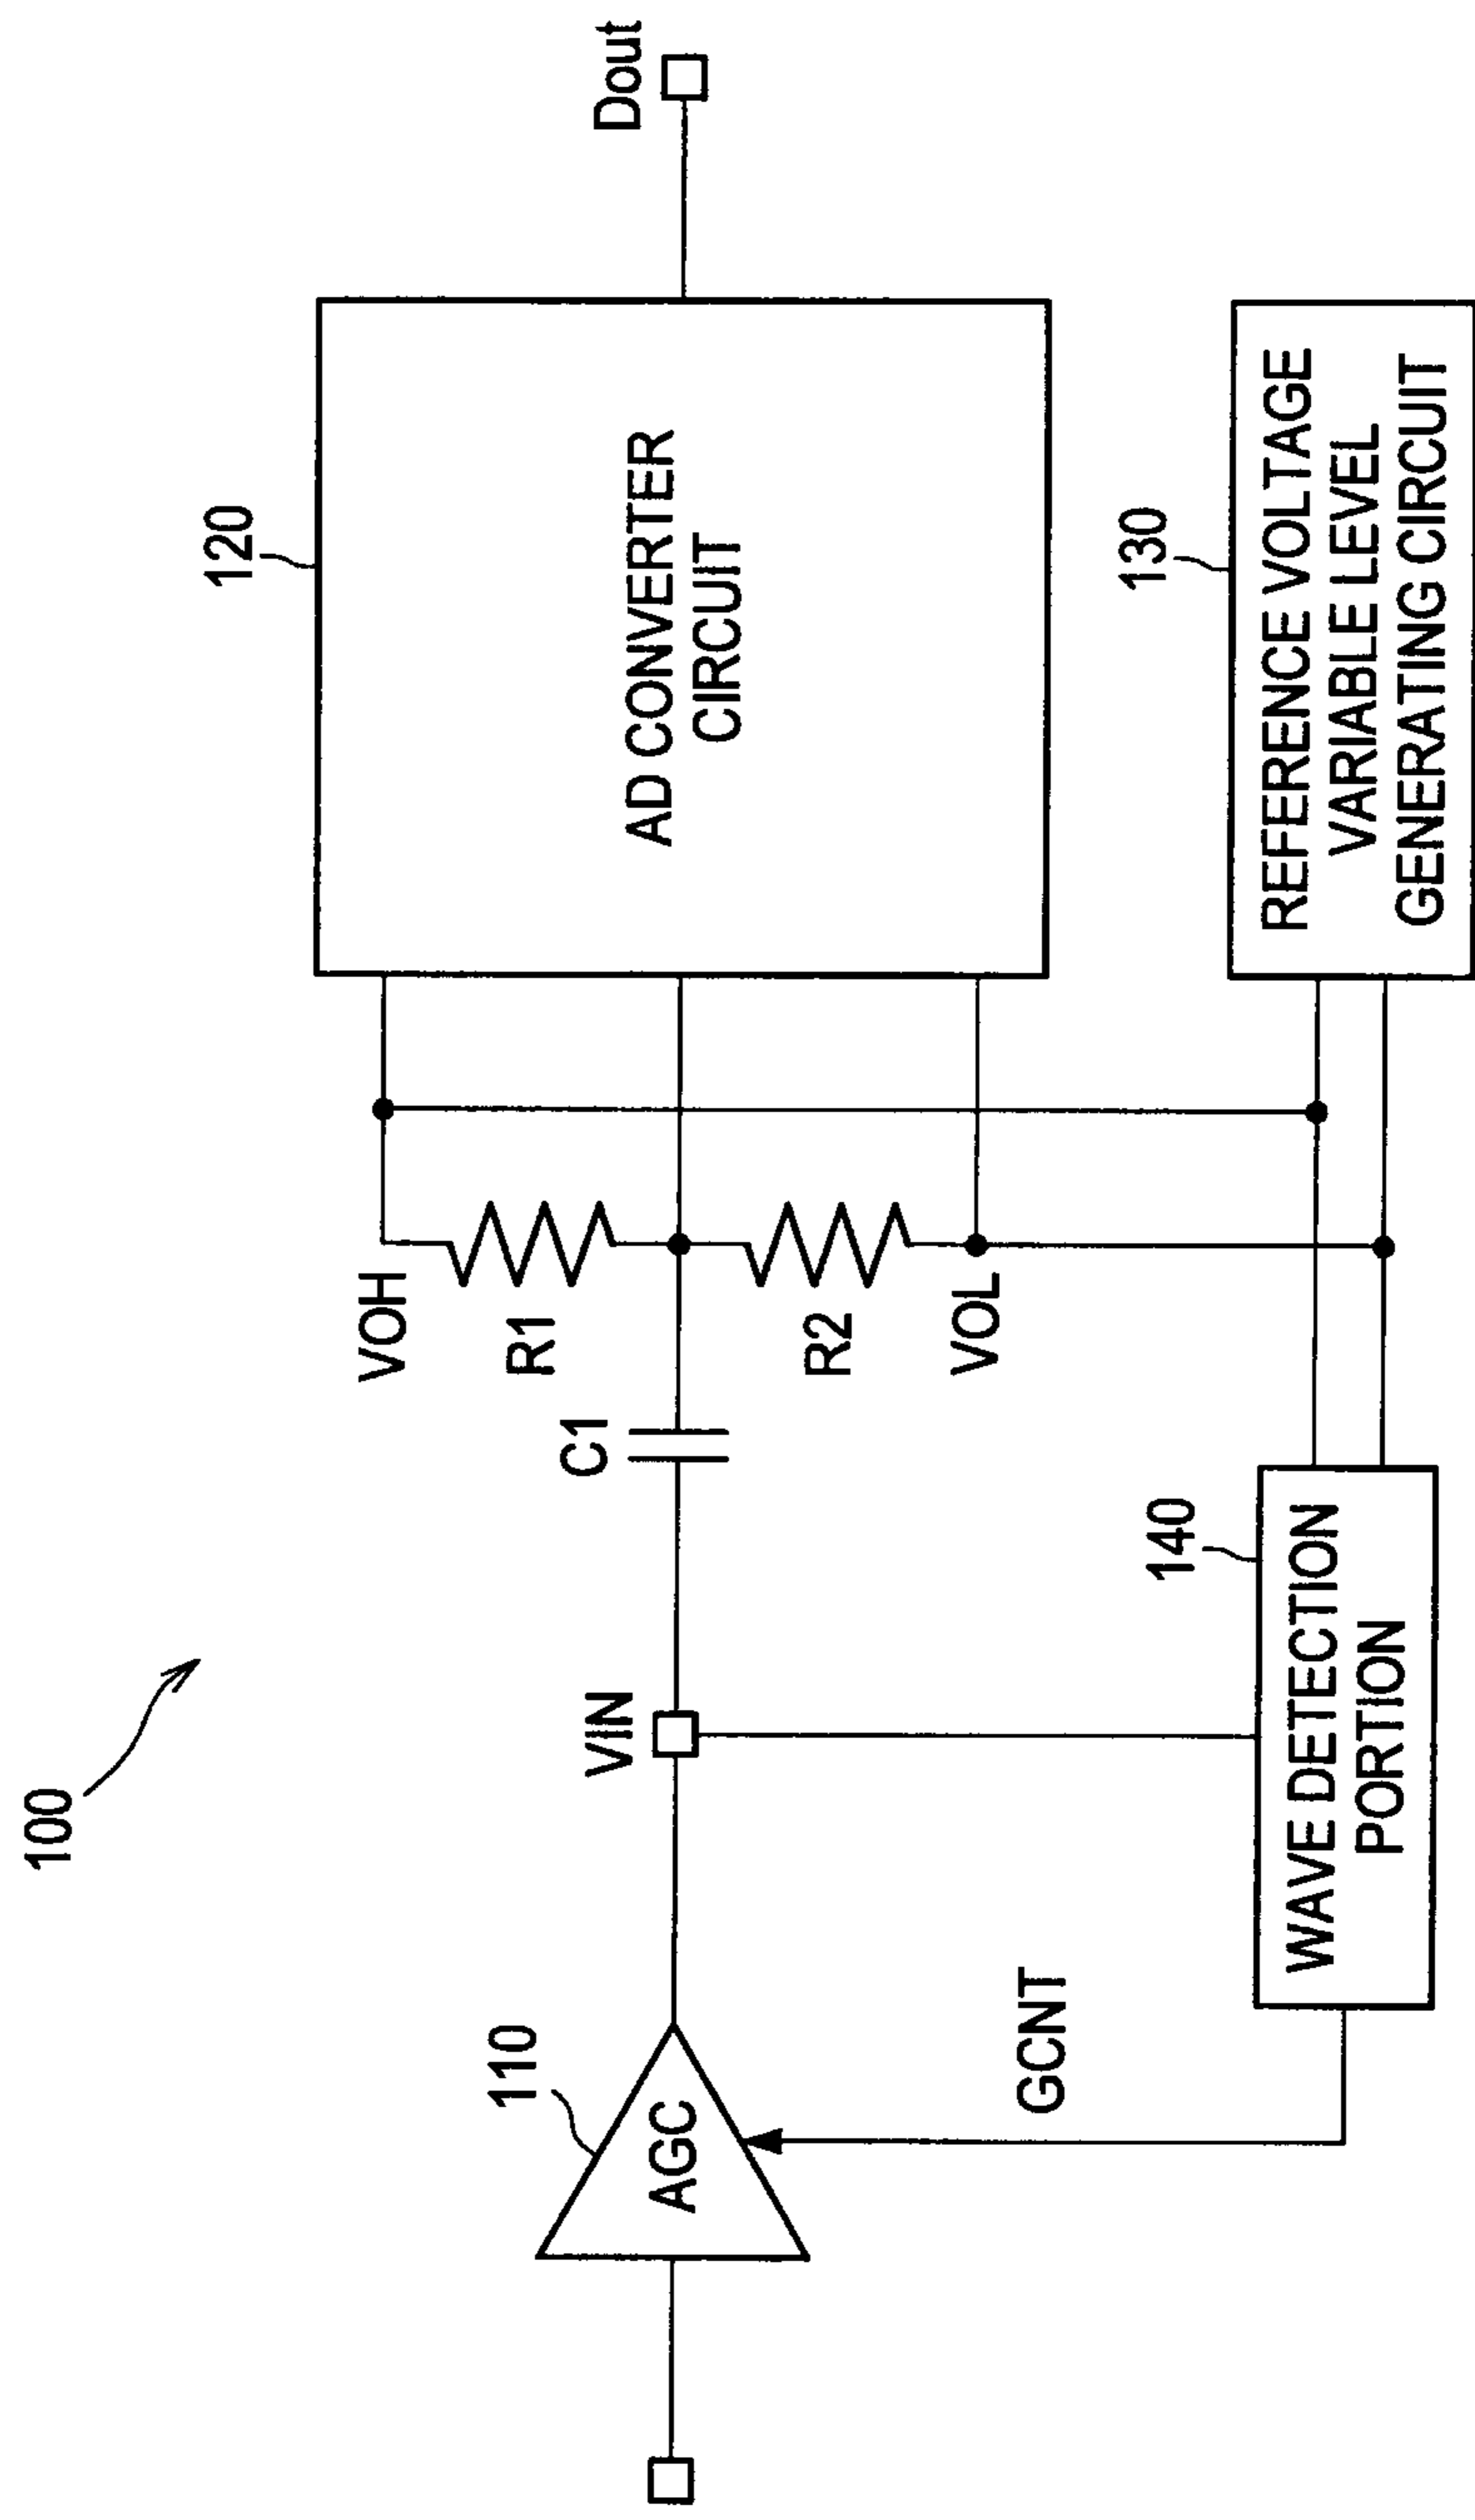 100
110
AGC
GCNT
VIN
C1
VOH
R1
R2
VOL
120
AD CONVERTER
CIRCUIT
Dout
130
REFERENCE VOLTAGE
VARIABLE LEVEL
GENERATING CIRCUIT
140
WAVE DETECTION
PORTION